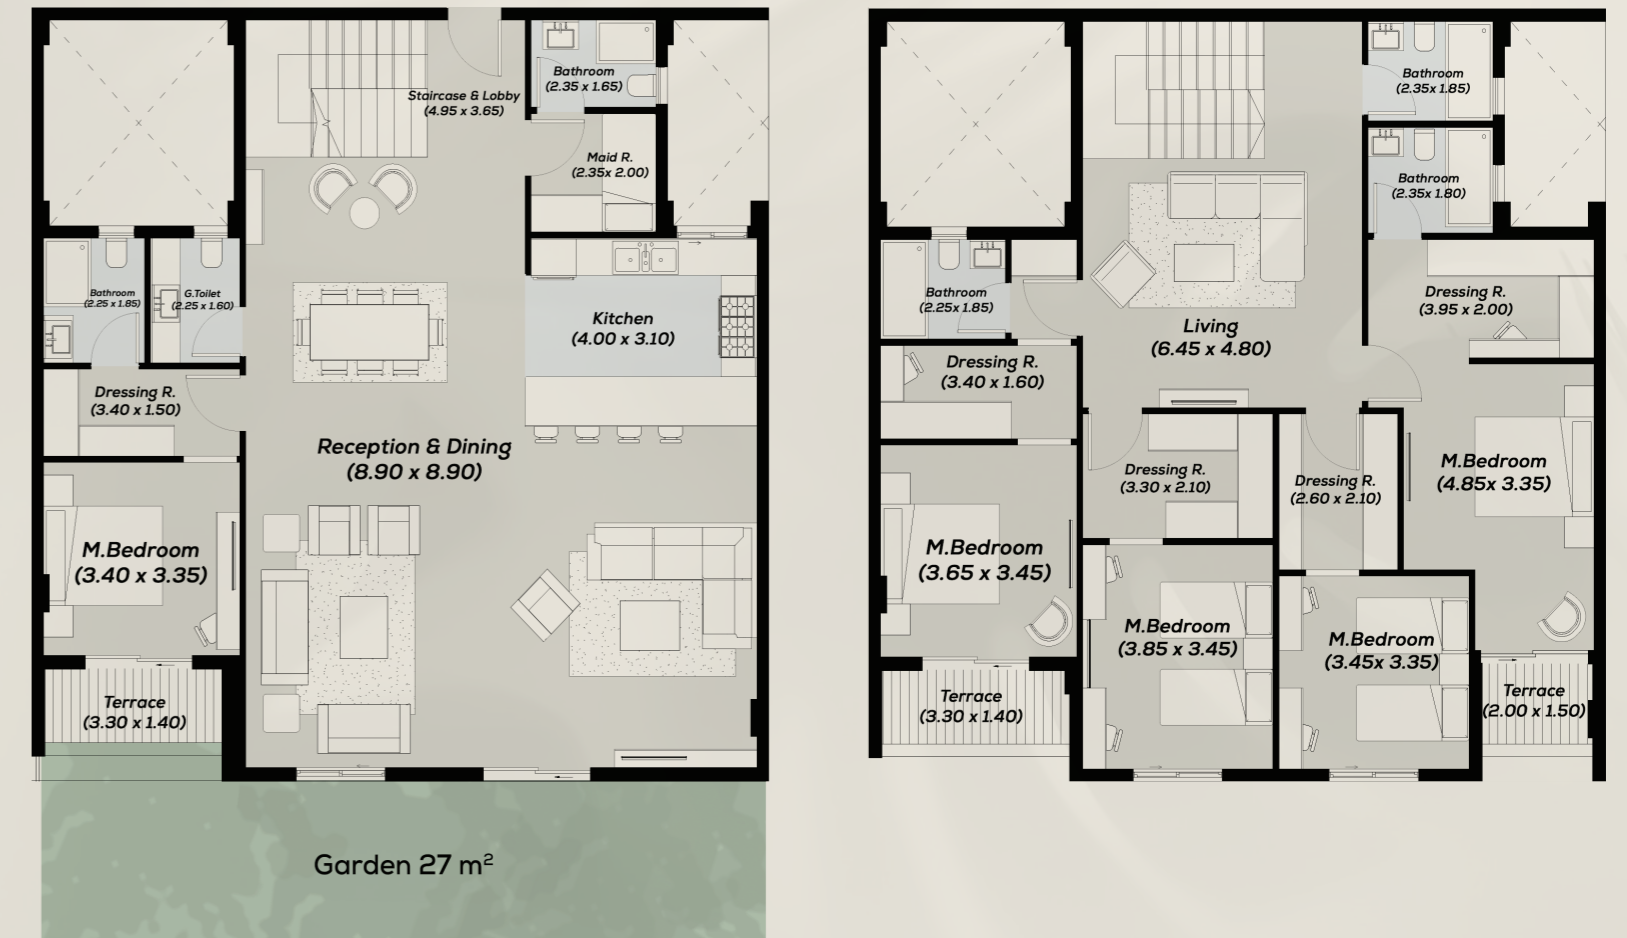 Staircase & Lobby
(4.95 x 3.65)
Bathroom
(2.35 x 1.65)
Maid R.
(2.35x 2.00)
Bathroom
(2.25 x 1.85)
G.Toilet
(2.25 x 1.60)
Kitchen
(4.00 x 3.10)
Dressing R.
(3.40 x 1.50)
Reception & Dining
(8.90 x 8.90)
M.Bedroom
(3.40 x 3.35)
Terrace
(3.30 x 1.40)
Garden 27 m²
Bathroom
(2.35x 1.85)
Bathroom
(2.35x 1.80)
Bathroom
(2.25x 1.85)
Dressing R.
(3.95 x 2.00)
Living
(6.45 x 4.80)
Dressing R.
(3.40 x 1.60)
Dressing R.
(3.30 x 2.10)
Dressing R.
(2.60 x 2.10)
M.Bedroom
(4.85x 3.35)
M.Bedroom
(3.65 x 3.45)
M.Bedroom
(3.85 x 3.45)
M.Bedroom
(3.45x 3.35)
Terrace
(3.30 x 1.40)
Terrace
(2.00 x 1.50)